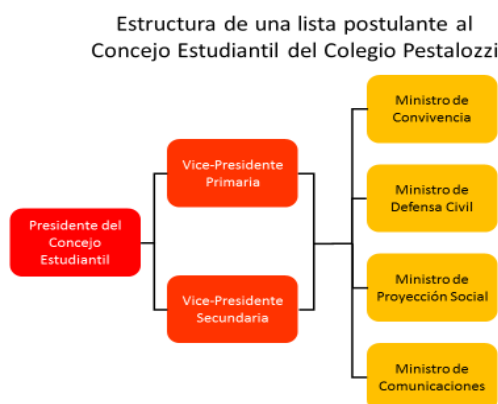 Estructura de una lista postulante al
Concejo Estudiantil del Colegio Pestalozzi
Presidente del
Concejo
Estudiantil
Vice-Presidente
Primaria
Vice-Presidente
Secundaria
Ministro de
Convivencia
Ministro de
Defensa Civil
Ministro de
Proyección Social
Ministro de
Comunicaciones